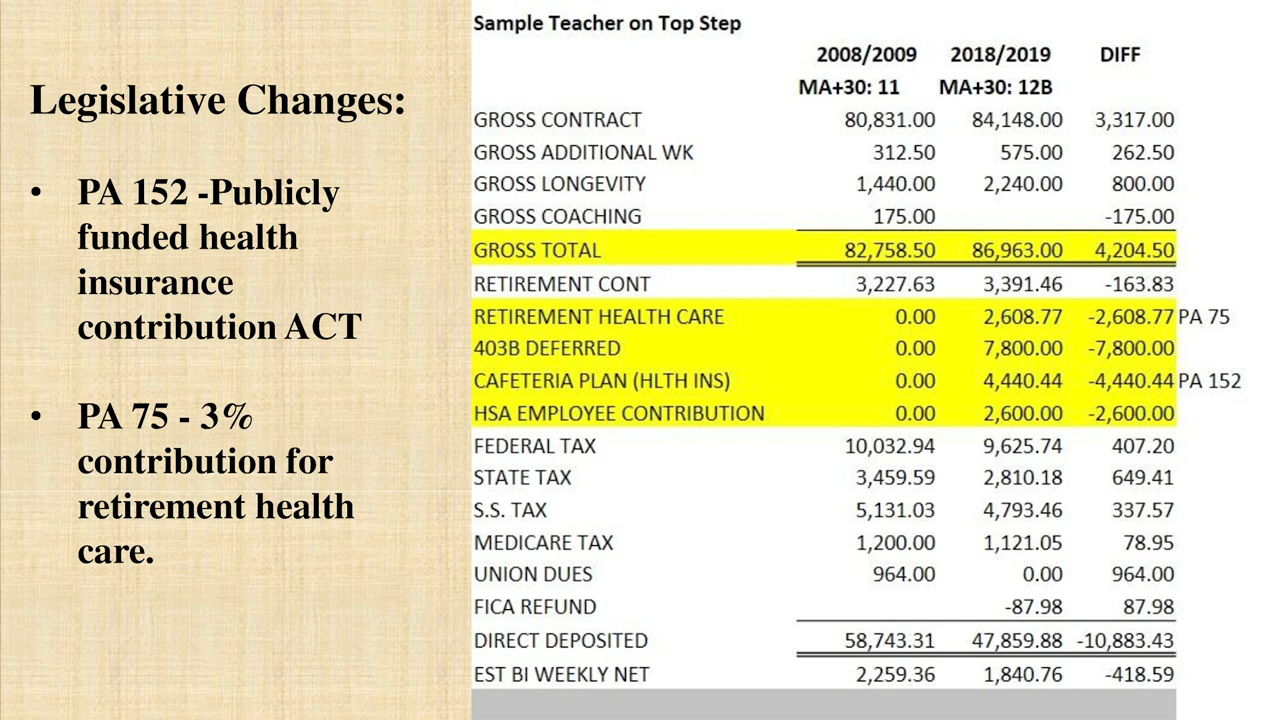 Legislative Changes:
• PA 152 -Publicly
funded health
insurance
contribution ACT
• PA 75 - 3%
contribution for
retirement health
care.
Sample Teacher on Top Step
2008/2009 2018/2019 DIFF
MA+30: 11 MA+30: 12B
GROSS CONTRACT 80,831.00 84,148.00 3,317.00
GROSS ADDITIONAL WK 312.50 575.00 262.50
GROSS LONGEVITY 1,440.00 2,240.00 800.00
GROSS COACHING 175.00 -175.00
GROSS TOTAL 82,758.50 86,963.00 4,204.50
RETIREMENT CONT 3,227.63 3,391.46 -163.83
RETIREMENT HEALTH CARE 0.00 2,608.77 -2,608.77 PA 75
403B DEFERRED 0.00 7,800.00 -7,800.00
CAFETERIA PLAN (HLTH INS) 0.00 4,440.44 -4,440.44 PA 152
HSA EMPLOYEE CONTRIBUTION 0.00 2,600.00 -2,600.00
FEDERAL TAX 10,032.94 9,625.74 407.20
STATE TAX 3,459.59 2,810.18 649.41
S.S. TAX 5,131.03 4,793.46 337.57
MEDICARE TAX 1,200.00 1,121.05 78.95
UNION DUES 964.00 0.00 964.00
FICA REFUND -87.98 87.98
DIRECT DEPOSITED 58,743.31 47,859.88 -10,883.43
EST BI WEEKLY NET 2,259.36 1,840.76 -418.59